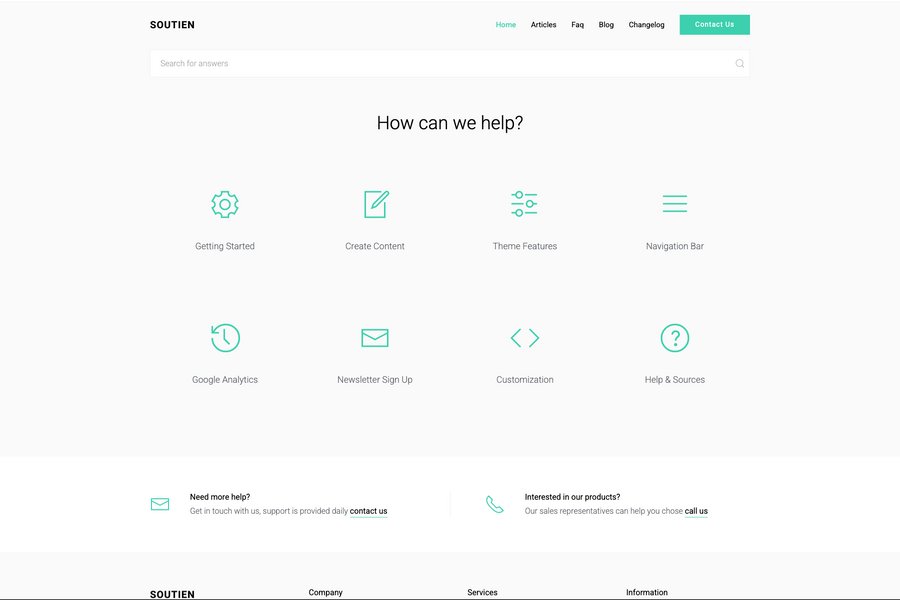 SOUTIEN
Home Articles Faq Blog Changelog Contact Us
Search for answers
How can we help?
Getting Started Create Content Theme Features Navigation Bar
Google Analytics Newsletter Sign Up Customization Help & Sources
Need more help?
Get in touch with us, support is provided daily contact us
Interested in our products?
Our sales representatives can help you chose call us
SOUTIEN Company Services Information